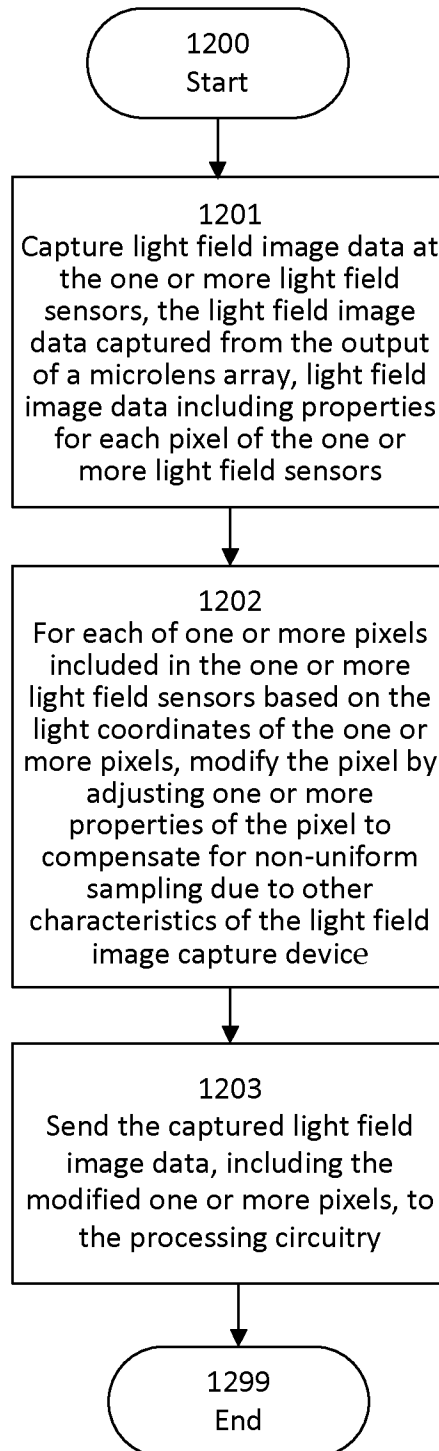 1200
Start
1201
Capture light field image data at
the one or more light field
sensors, the light field image
data captured from the output
of a microlens array, light field
image data including properties
for each pixel of the one or
more light field sensors
1202
For each of one or more pixels
included in the one or more
light field sensors based on the
light coordinates of the one or
more pixels, modify the pixel by
adjusting one or more
properties of the pixel to
compensate for non-uniform
sampling due to other
characteristics of the light field
image capture device
1203
Send the captured light field
image data, including the
modified one or more pixels, to
the processing circuitry
1299
End